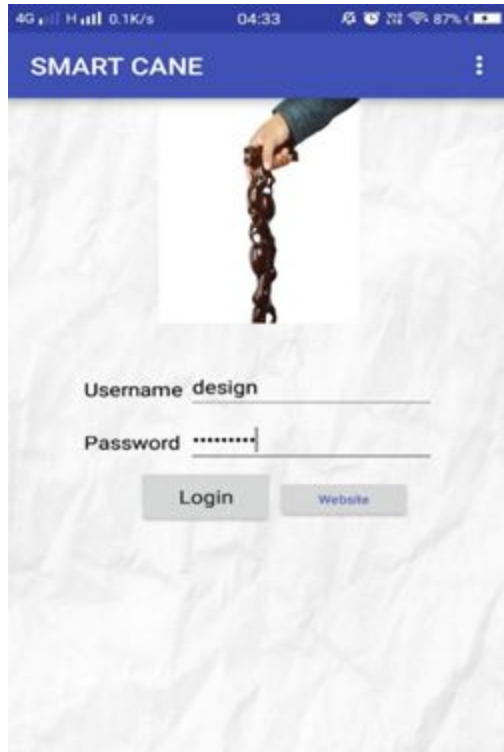 4G H 0.1K/s 04:33 87%
SMART CANE
Username design
Password •••••••••
Login Website